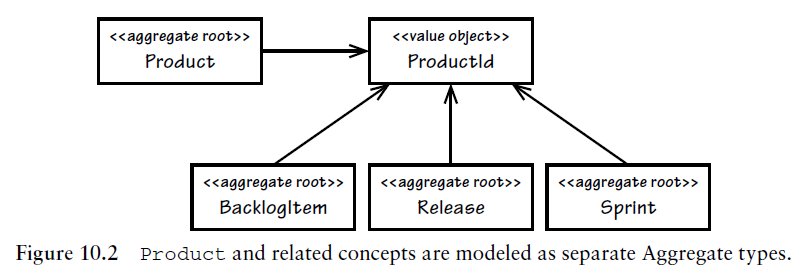 <<aggregate root>>
Product
<<value object>>
ProductId
<<aggregate root>>
BacklogItem
<<aggregate root>>
Release
<<aggregate root>>
Sprint
Figure 10.2 Product and related concepts are modeled as separate Aggregate types.